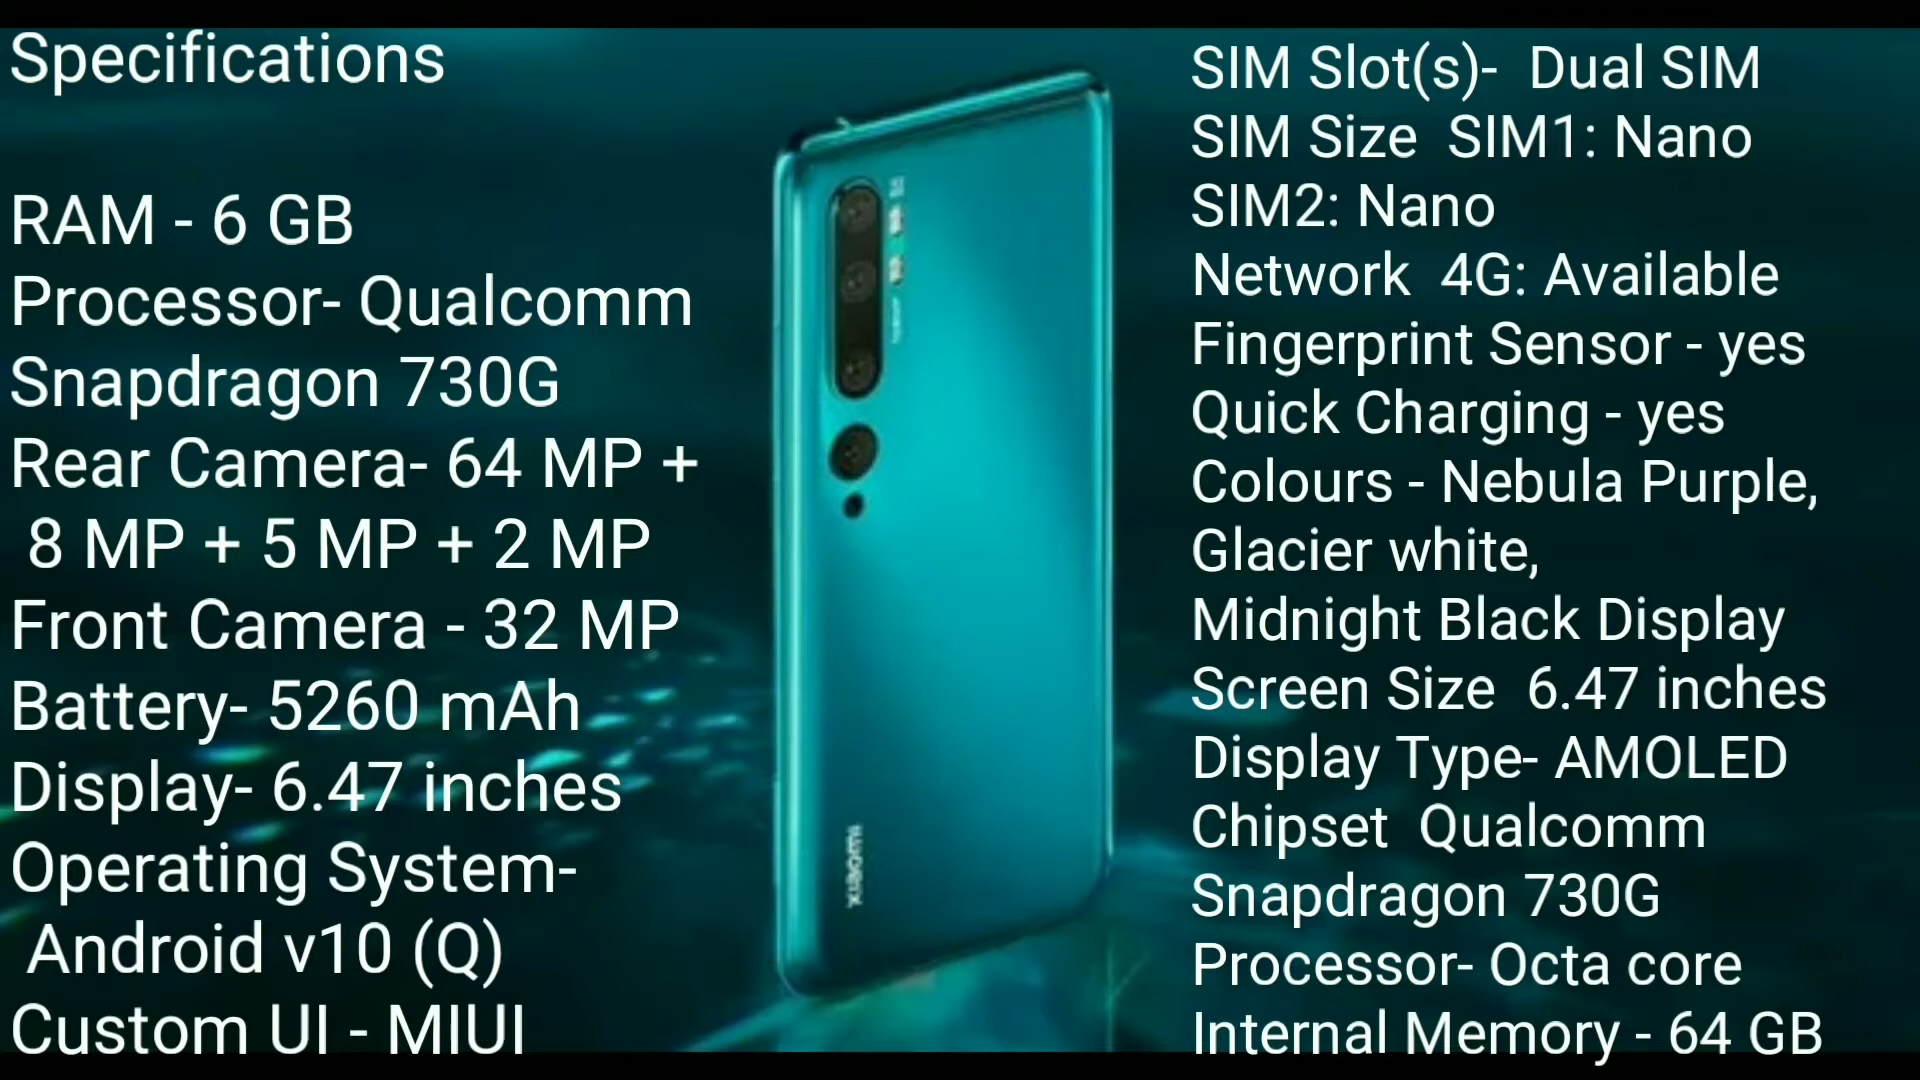 Specifications
RAM - 6 GB
Processor- Qualcomm
Snapdragon 730G
Rear Camera- 64 MP +
8 MP + 5 MP + 2 MP
Front Camera - 32 MP
Battery- 5260 mAh
Display- 6.47 inches
Operating System-
Android v10 (Q)
Custom UI - MIUI
XIAOMI
SIM Slot(s)-  Dual SIM
SIM Size  SIM1: Nano
SIM2: Nano
Network  4G: Available
Fingerprint Sensor - yes
Quick Charging - yes
Colours - Nebula Purple,
Glacier white,
Midnight Black Display
Screen Size  6.47 inches
Display Type- AMOLED
Chipset  Qualcomm
Snapdragon 730G
Processor- Octa core
Internal Memory - 64 GB